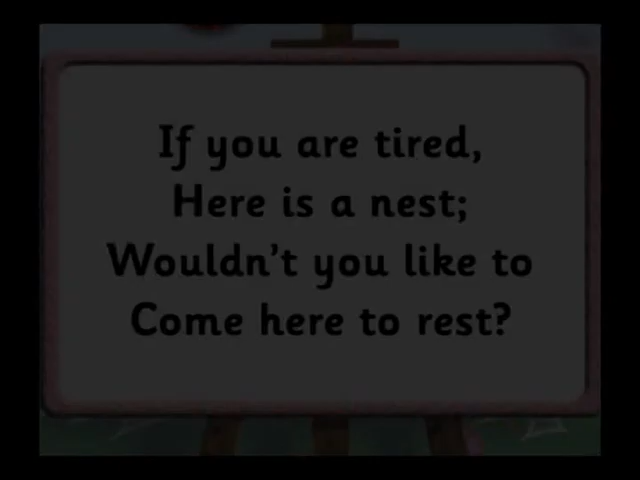 If you are tired,
Here is a nest;
Wouldn't you like to
Come here to rest?